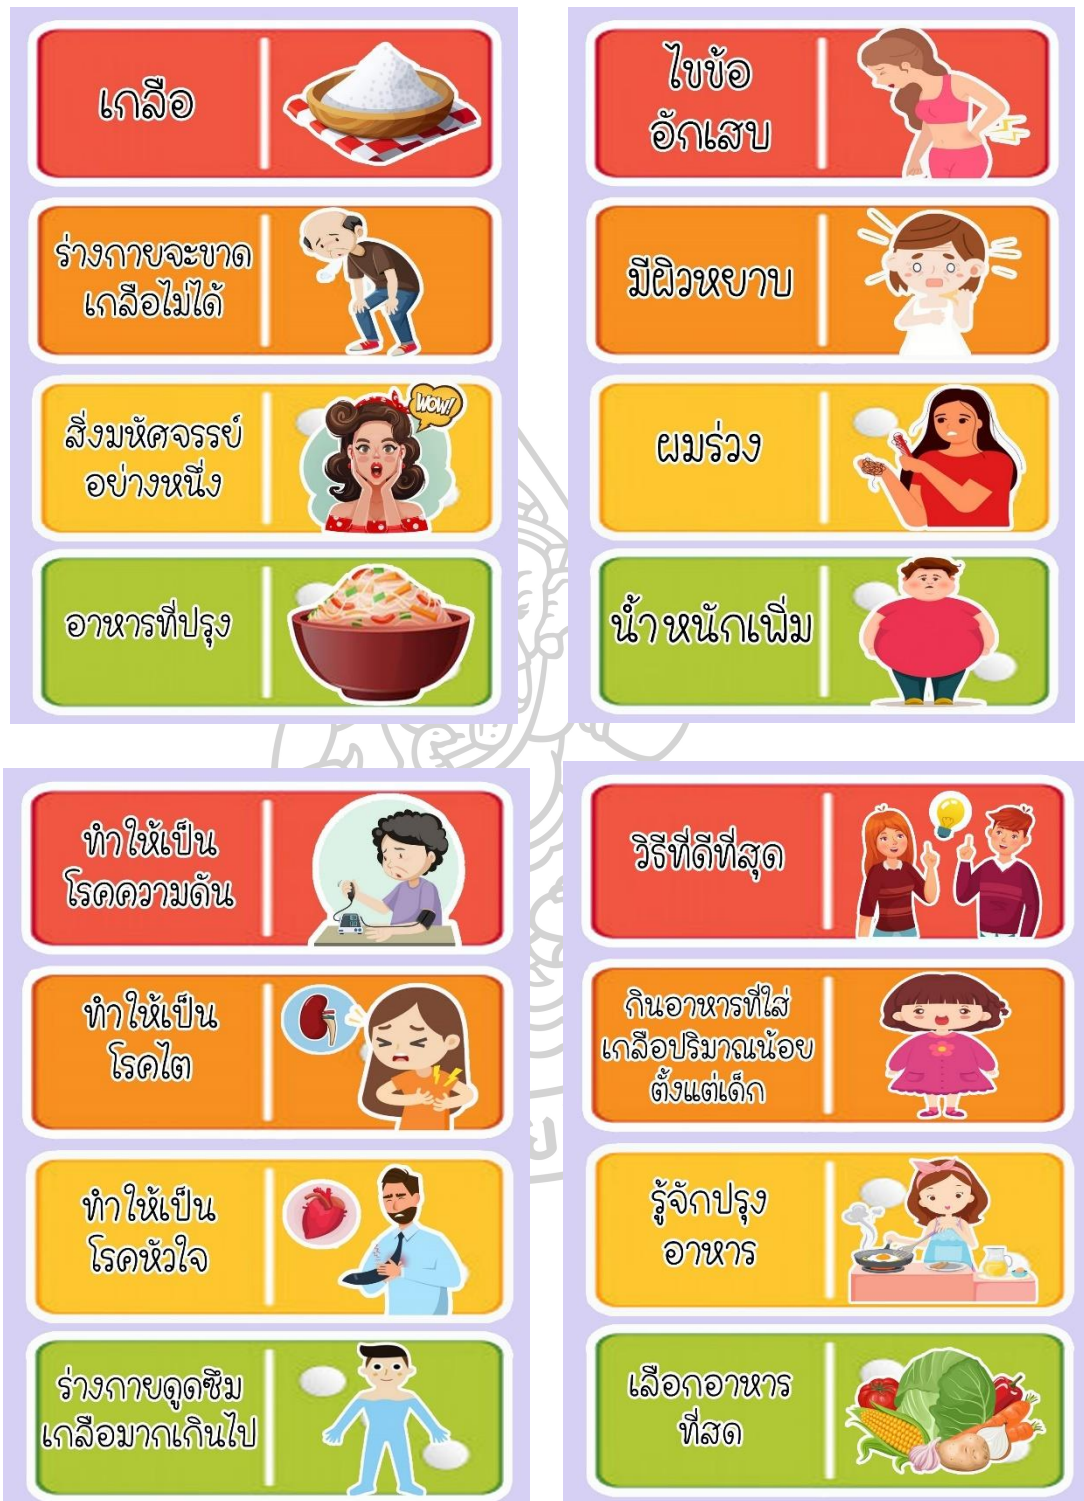 เกลือ
ร่างกายจะขาด
เกลือไม่ได้
สิ่งมหัศจรรย์
อย่างหนึ่ง
WOW!
อาหารที่ปรุง
ไขข้อ
อักเสบ
มีผิวหยาบ
ผมร่วง
น้ำหนักเพิ่ม
ทำให้เป็น
โรคความดัน
ทำให้เป็น
โรคไต
ทำให้เป็น
โรคหัวใจ
ร่างกายดูดซึม
เกลือมากเกินไป
วิธีที่ดีที่สุด
กินอาหารที่ใส่
เกลือปริมาณน้อย
ตั้งแต่เด็ก
รู้จักปรุง
อาหาร
เลือกอาหาร
ที่สด